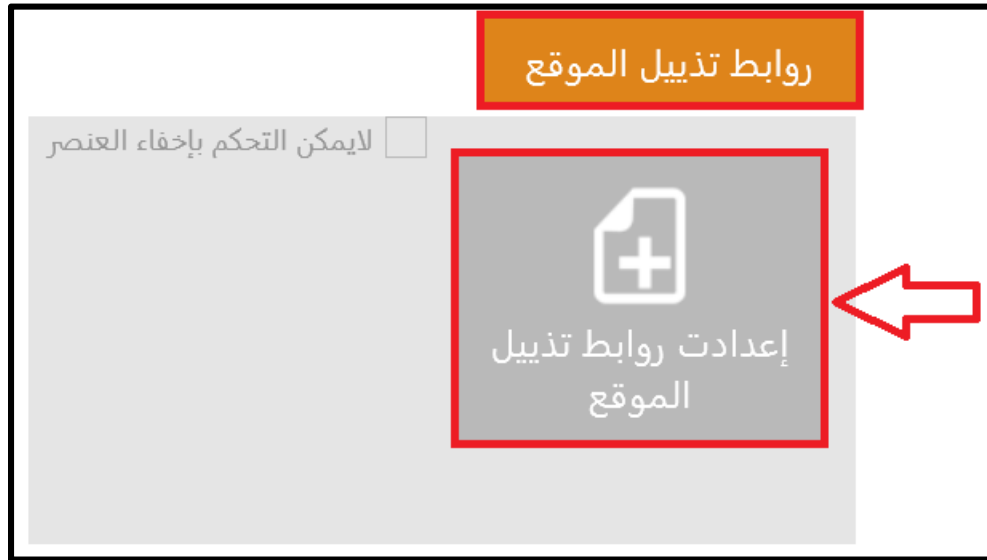 روابط تذييل الموقع
لايمكن التحكم بإخفاء العنصر
إعدادت روابط تذييل
الموقع